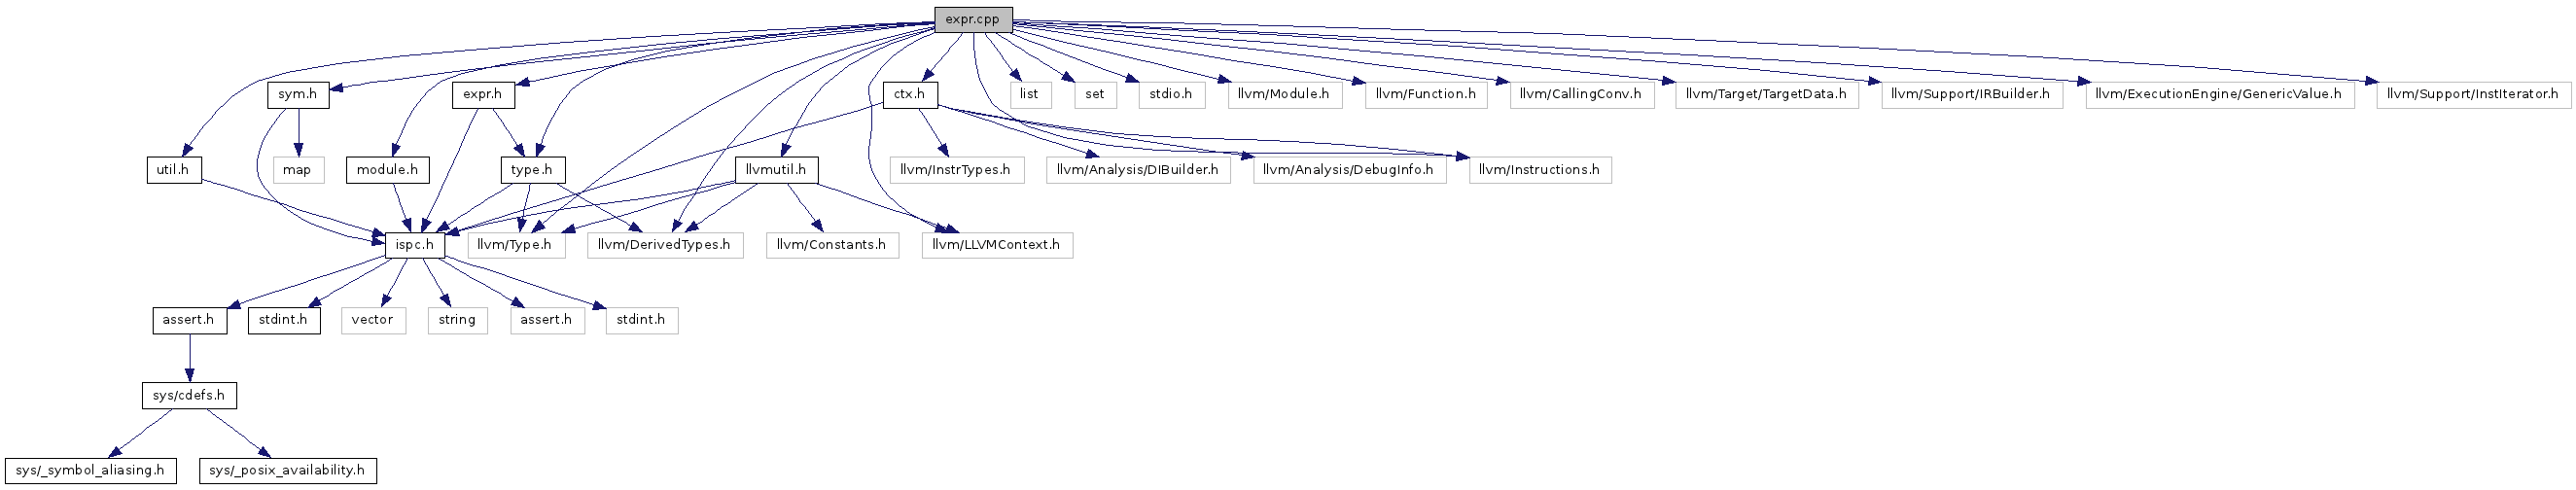 expr.cpp
sym.h
expr.h
ctx.h
list
set
stdio.h
llvm/Module.h
llvm/Function.h
llvm/CallingConv.h
llvm/Target/TargetData.h
llvm/Support/IRBuilder.h
llvm/ExecutionEngine/GenericValue.h
llvm/Support/InstIterator.h
util.h
map
module.h
type.h
llvmutil.h
llvm/InstrTypes.h
llvm/Analysis/DIBuilder.h
llvm/Analysis/DebugInfo.h
llvm/Instructions.h
ispc.h
llvm/Type.h
llvm/DerivedTypes.h
llvm/Constants.h
llvm/LLVMContext.h
assert.h
stdint.h
vector
string
assert.h
stdint.h
sys/cdefs.h
sys/_symbol_aliasing.h
sys/_posix_availability.h